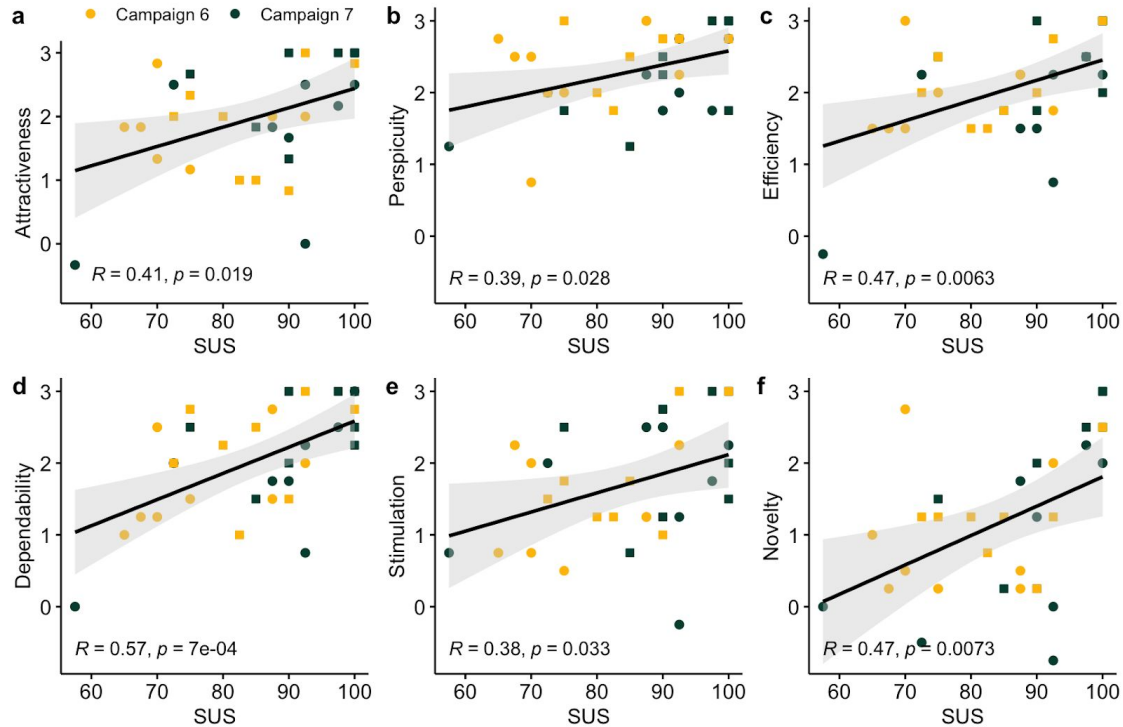 a Campaign 6 Campaign 7 b c
3 3 3
2 2 2
1 1 1
0 0 0
Attractiveness Perspicuity Efficiency
R = 0.41, p = 0.019 R = 0.39, p = 0.028 R = 0.47, p = 0.0063
60 70 80 90 100 60 70 80 90 100 60 70 80 90 100
SUS SUS SUS
d e f
3 3 3
2 2 2
1 1 1
0 0 0
Dependability Stimulation Novelty
R = 0.57, p = 7e-04 R = 0.38, p = 0.033 R = 0.47, p = 0.0073
60 70 80 90 100 60 70 80 90 100 60 70 80 90 100
SUS SUS SUS